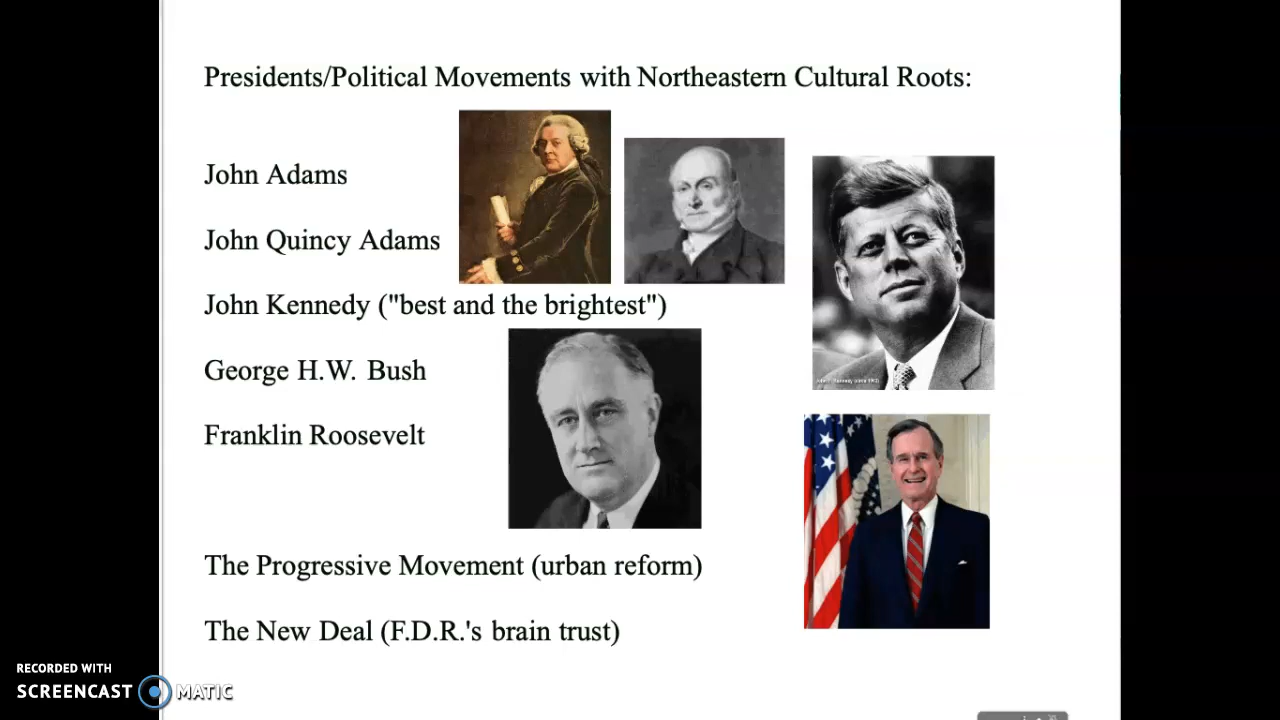 Presidents/Political Movements with Northeastern Cultural Roots:
John Adams
John Quincy Adams
John Kennedy ("best and the brightest")
George H.W. Bush
Franklin Roosevelt
The Progressive Movement (urban reform)
The New Deal (F.D.R.'s brain trust)
RECORDED WITH
SCREENCAST MATIC